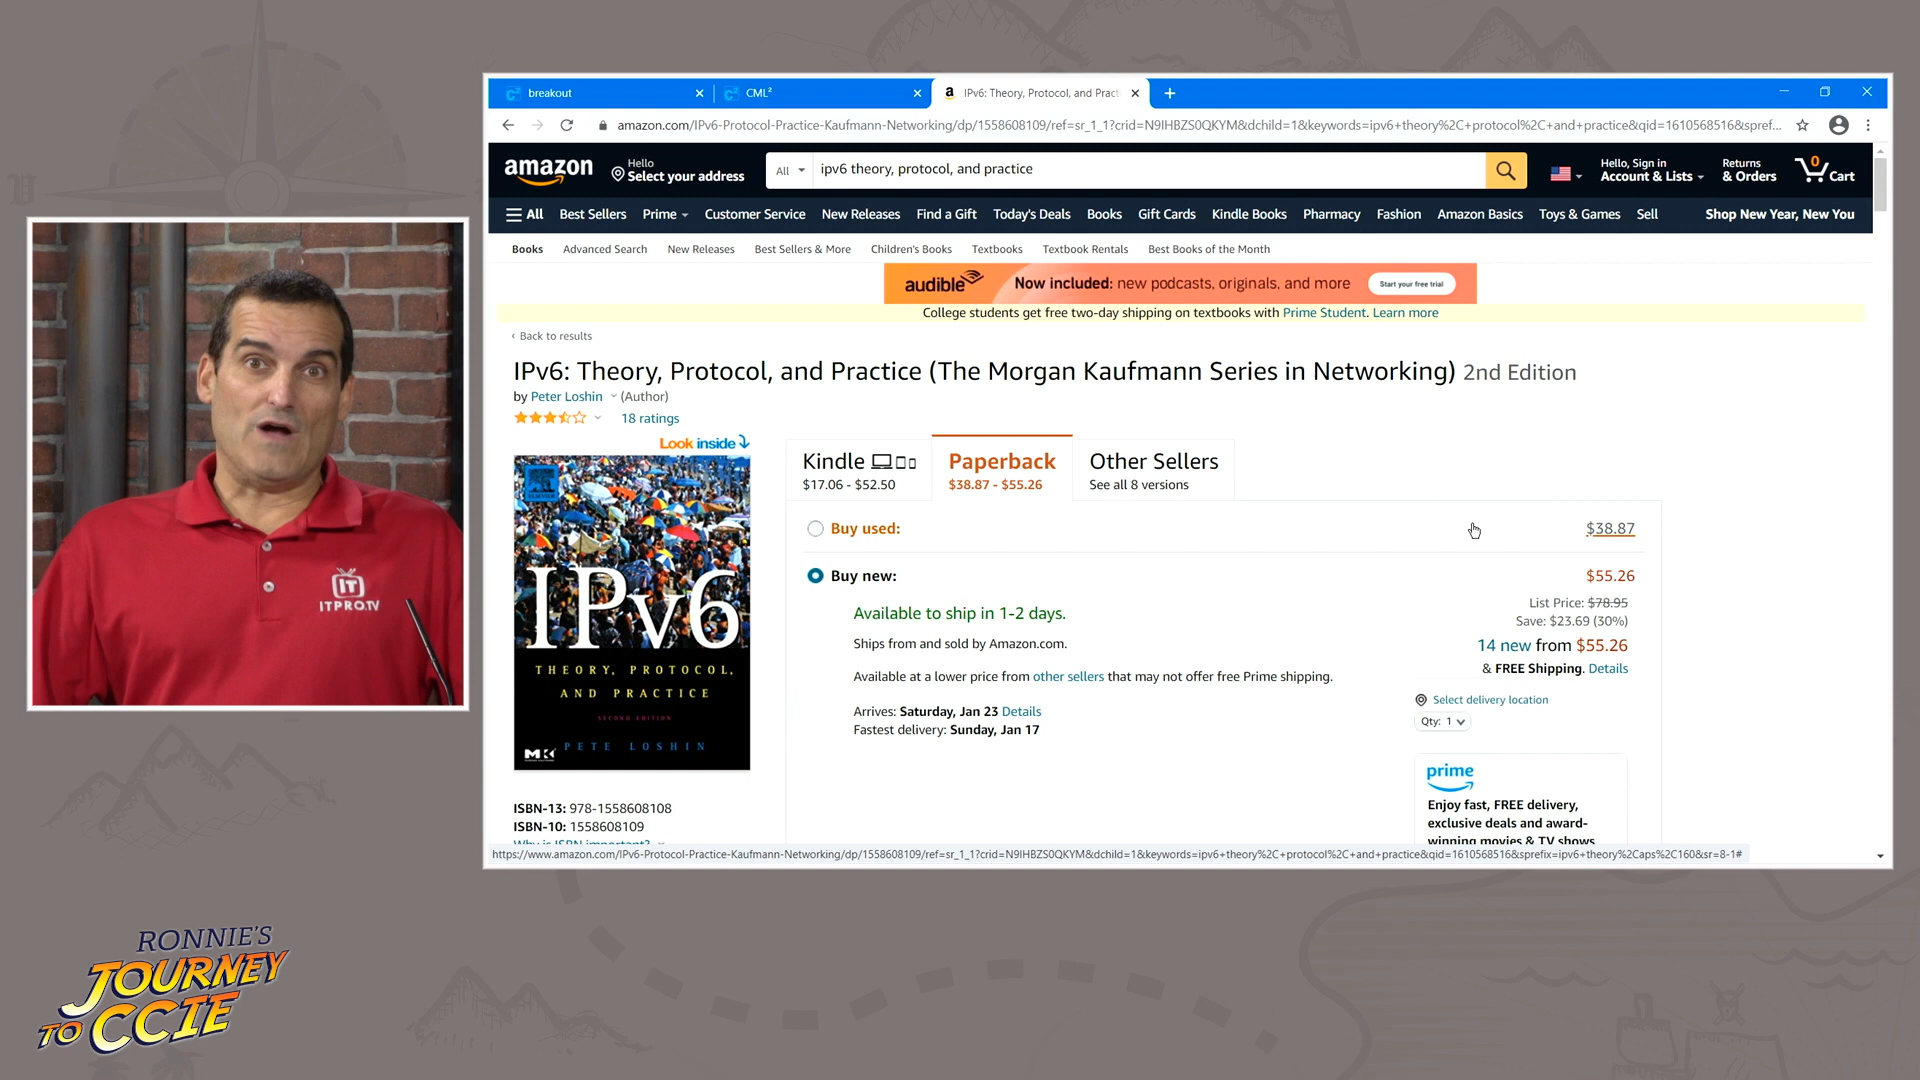 breakout
CML²
IPv6: Theory, Protocol, and Pract
amazon.com/IPv6-Protocol-Practice-Kaufmann-Networking/dp/1558608109/ref=sr_1_1?crid=N9IHBZS0QKYM&dchild=1&keywords=ipv6+theory%2C+protocol%2C+and+practice&qid=1610568516&spref...
amazon
Hello
Select your address
All
ipv6 theory, protocol, and practice
Hello, Sign in
Account & Lists
Returns
& Orders
0
Cart
All Best Sellers Prime Customer Service New Releases Find a Gift Today's Deals Books Gift Cards Kindle Books Pharmacy Fashion Amazon Basics Toys & Games Sell Shop New Year, New You
Books Advanced Search New Releases Best Sellers & More Children's Books Textbooks Textbook Rentals Best Books of the Month
audible Now included: new podcasts, originals, and more Start your free trial
College students get free two-day shipping on textbooks with Prime Student. Learn more
‹ Back to results
IPv6: Theory, Protocol, and Practice (The Morgan Kaufmann Series in Networking) 2nd Edition
by Peter Loshin (Author)
18 ratings
Look inside
ELSEVIER
IPv6
THEORY, PROTOCOL,
AND PRACTICE
SECOND EDITION
PETE LOSHIN
MK
ISBN-13: 978-1558608108
ISBN-10: 1558608109
Why is ISBN important?
Kindle
$17.06 - $52.50
Paperback
$38.87 - $55.26
Other Sellers
See all 8 versions
Buy used: $38.87
Buy new: $55.26
Available to ship in 1-2 days.
Ships from and sold by Amazon.com.
Available at a lower price from other sellers that may not offer free Prime shipping.
Arrives: Saturday, Jan 23 Details
Fastest delivery: Sunday, Jan 17
List Price: $78.95
Save: $23.69 (30%)
14 new from $55.26
& FREE Shipping. Details
Select delivery location
Qty: 1
prime
Enjoy fast, FREE delivery,
exclusive deals and award-
winning movies & TV shows
https://www.amazon.com/IPv6-Protocol-Practice-Kaufmann-Networking/dp/1558608109/ref=sr_1_1?crid=N9IHBZS0QKYM&dchild=1&keywords=ipv6+theory%2C+protocol%2C+and+practice&qid=1610568516&sprefix=ipv6+theory%2Caps%2C160&sr=8-1#
IT
ITPRO.TV
RONNIE'S
JOURNEY
TO CCIE